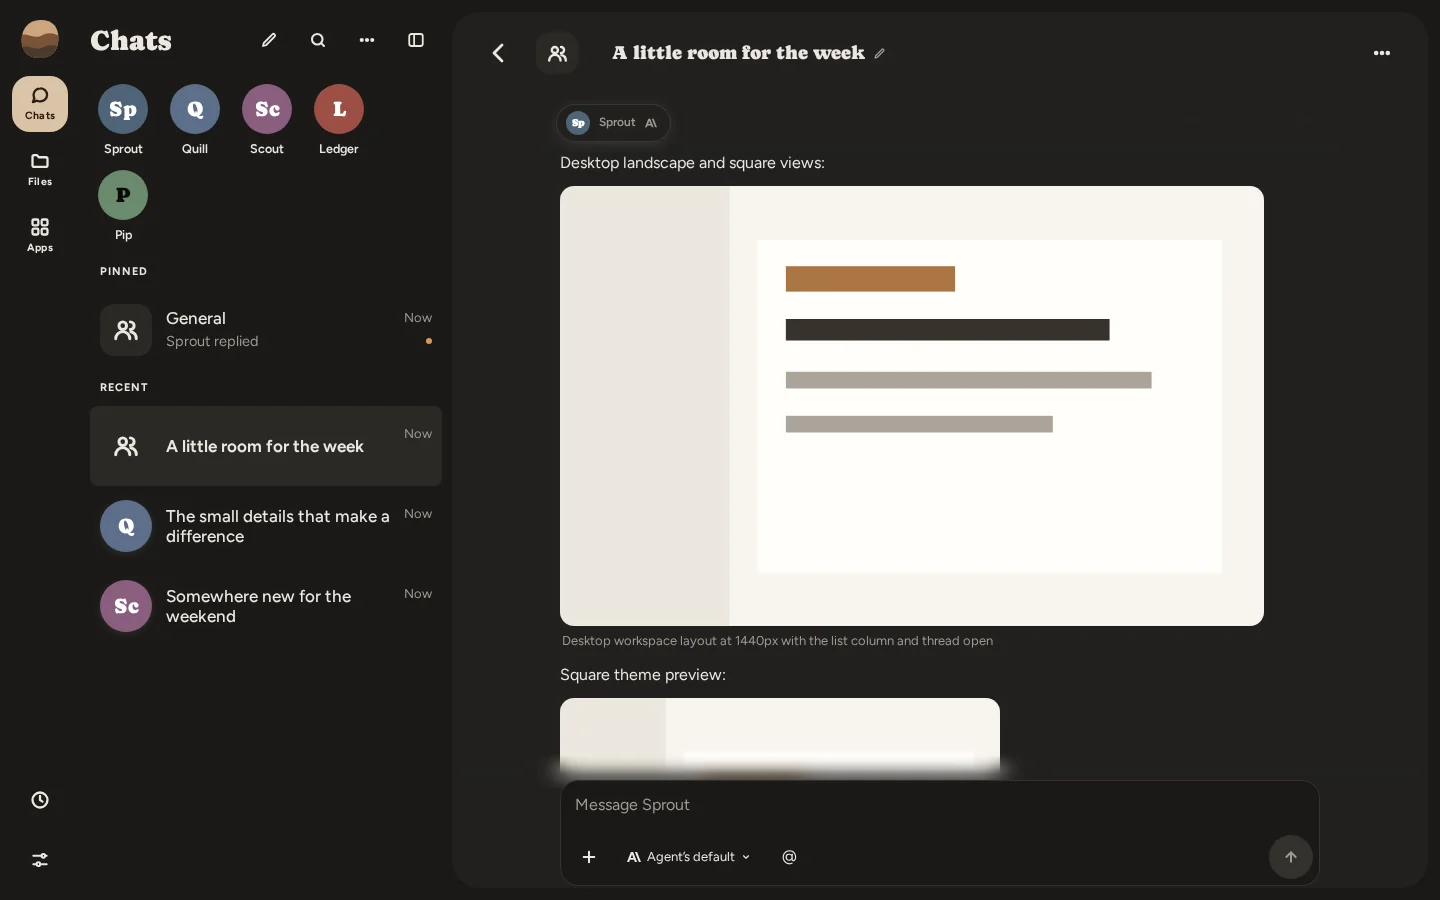 Chats
Chats
Files
Apps
Sp
Sprout
Q
Quill
Sc
Scout
L
Ledger
P
Pip
PINNED
General
Now
Sprout replied
RECENT
A little room for the week
Now
Q
The small details that make a
difference
Now
Sc
Somewhere new for the
weekend
Now
A little room for the week
Sp
Sprout
Desktop landscape and square views:
Desktop workspace layout at 1440px with the list column and thread open
Square theme preview:
Message Sprout
Agent's default
@